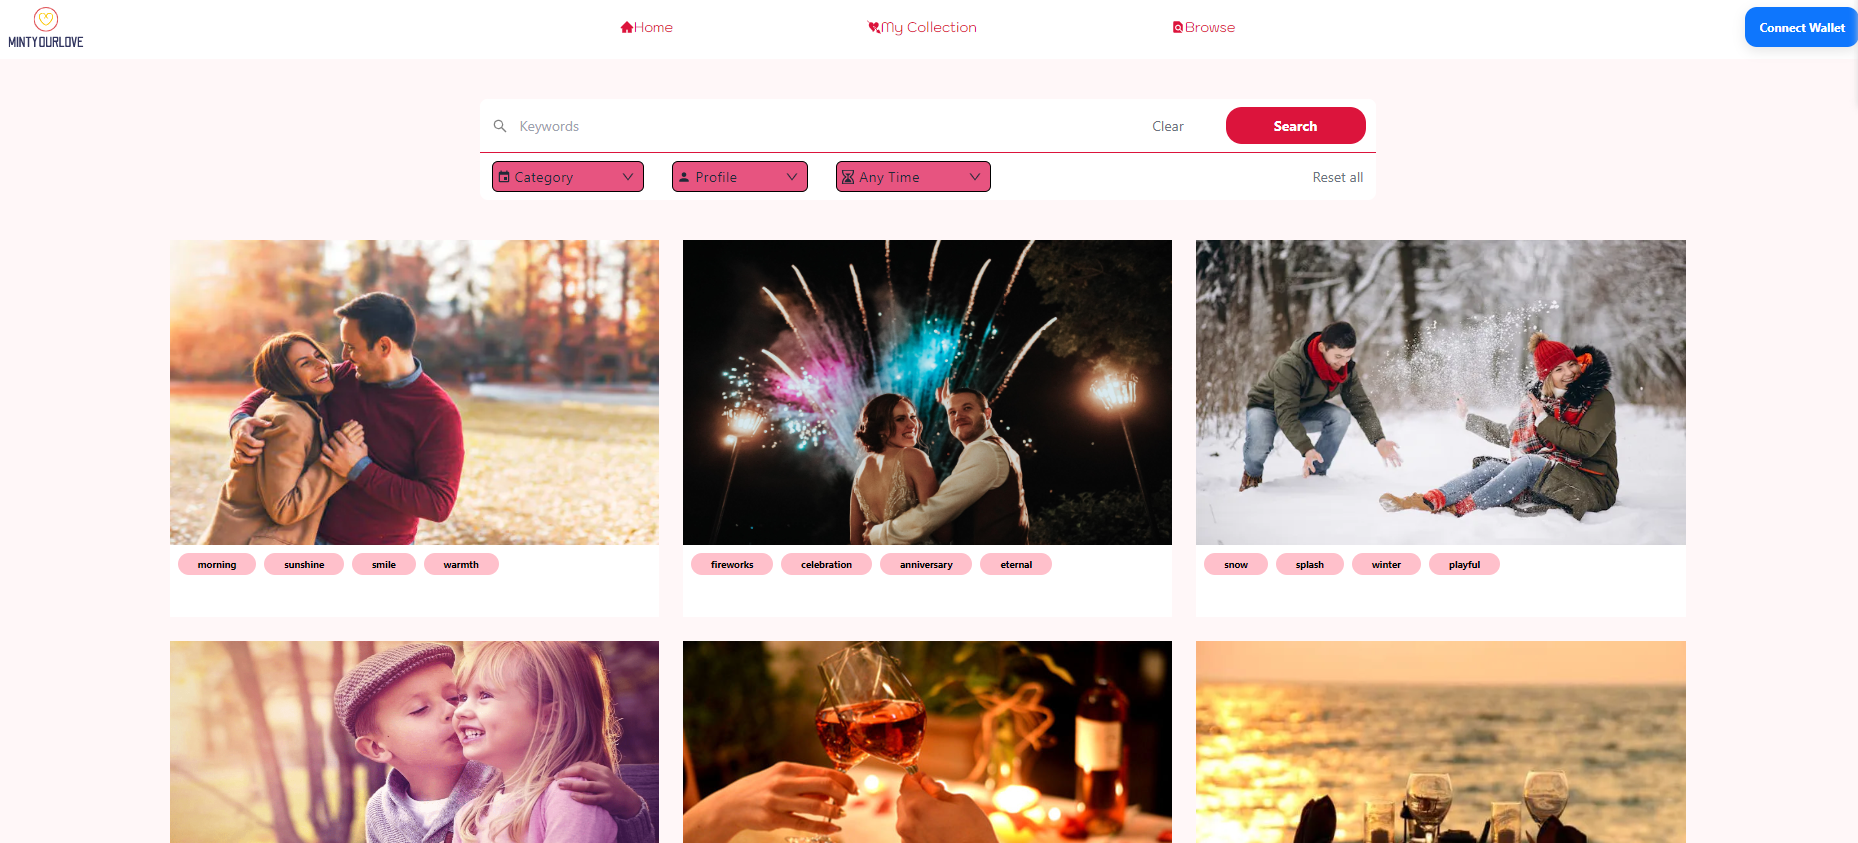 MINTYOURLOVE
Home
My Collection
Browse
Connect Wallet
Keywords
Clear
Search
Category
Profile
Any Time
Reset all
morning sunshine smile warmth
fireworks celebration anniversary eternal
snow splash winter playful